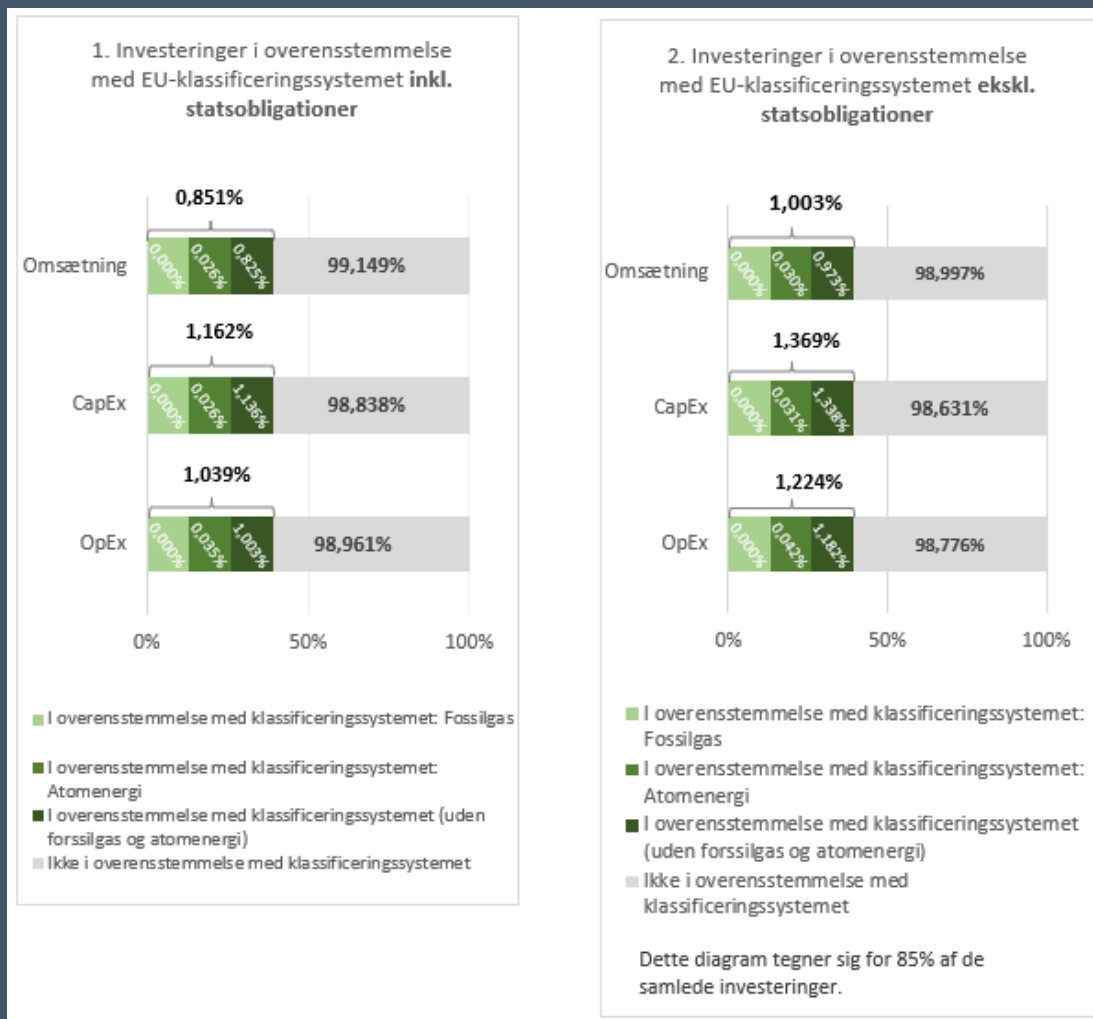 1. Investeringer i overensstemmelse
med EU-klassificeringssystemet inkl.
statsobligationer
0,851%
Omsætning
0,000%
0,026%
0,825%
99,149%
1,162%
CapEx
0,000%
0,026%
1,136%
98,838%
1,039%
OpEx
0,000%
0,035%
1,003%
98,961%
0%
50%
100%
I overensstemmelse med klassificeringssystemet: Fossilgas
I overensstemmelse med klassificeringssystemet:
Atomenergi
I overensstemmelse med klassificeringssystemet (uden
forssilgas og atomenergi)
Ikke i overensstemmelse med klassificeringssystemet
2. Investeringer i overensstemmelse
med EU-klassificeringssystemet ekskl.
statsobligationer
1,003%
Omsætning
0,000%
0,030%
0,973%
98,997%
1,369%
CapEx
0,000%
0,031%
1,338%
98,631%
1,224%
OpEx
0,000%
0,042%
1,182%
98,776%
0%
50%
100%
I overensstemmelse med klassificeringssystemet:
Fossilgas
I overensstemmelse med klassificeringssystemet:
Atomenergi
I overensstemmelse med klassificeringssystemet
(uden forssilgas og atomenergi)
Ikke i overensstemmelse med
klassificeringssystemet
Dette diagram tegner sig for 85% af de
samlede investeringer.